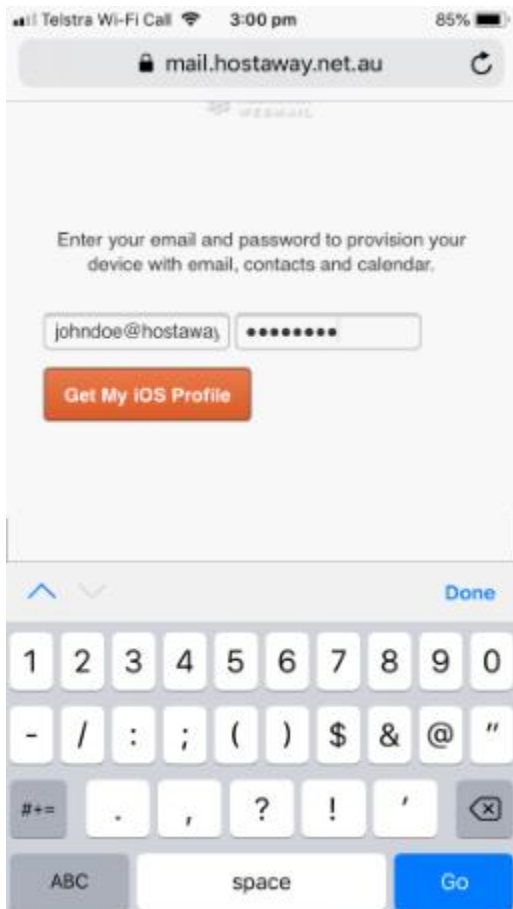 Telstra Wi-Fi Call 3:00 pm 85%
mail.hostaway.net.au
WEBMAIL
Enter your email and password to provision your
device with email, contacts and calendar.
johndoe@hostaway ••••••••
Get My iOS Profile
Done
1 2 3 4 5 6 7 8 9 0
- / : ; ( ) $ & @ "
#+= . , ? ! '
ABC space Go